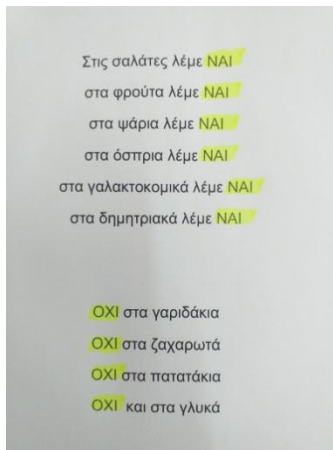 Στις σαλάτες λέμε ΝΑΙ
στα φρούτα λέμε ΝΑΙ
στα ψάρια λέμε ΝΑΙ
στα όσπρια λέμε ΝΑΙ
στα γαλακτοκομικά λέμε ΝΑΙ
στα δημητριακά λέμε ΝΑΙ
ΟΧΙ στα γαριδάκια
ΟΧΙ στα ζαχαρωτά
ΟΧΙ στα πατατάκια
ΟΧΙ και στα γλυκά